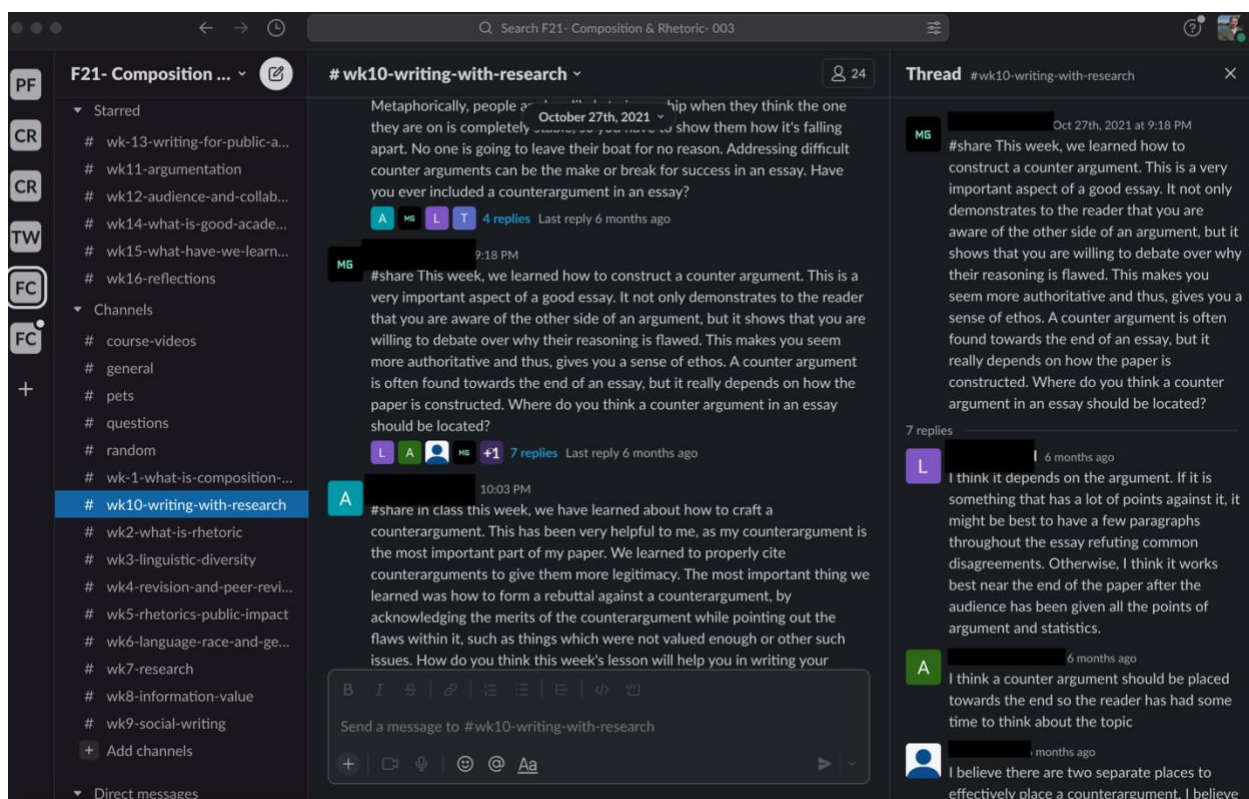 Search F21- Composition & Rhetoric- 003
PF
CR
CR
TW
FC
FC
+
F21- Composition ...
Starred
# wk-13-writing-for-public-a...
# wk11-argumentation
# wk12-audience-and-collab...
# wk14-what-is-good-acade...
# wk15-what-have-we-learn...
# wk16-reflections
Channels
# course-videos
# general
# pets
# questions
# random
# wk-1-what-is-composition-...
# wk10-writing-with-research
# wk2-what-is-rhetoric
# wk3-linguistic-diversity
# wk4-revision-and-peer-revi...
# wk5-rhetorics-public-impact
# wk6-language-race-and-ge...
# wk7-research
# wk8-information-value
# wk9-social-writing
+ Add channels
Direct messages
# wk10-writing-with-research
24
October 27th, 2021
Metaphorically, people when they think the one
they are on is completely show them how it's falling
apart. No one is going to leave their boat for no reason. Addressing difficult
counter arguments can be the make or break for success in an essay. Have
you ever included a counterargument in an essay?
A MG L T 4 replies Last reply 6 months ago
MG 9:18 PM
#share This week, we learned how to construct a counter argument. This is a
very important aspect of a good essay. It not only demonstrates to the reader
that you are aware of the other side of an argument, but it shows that you are
willing to debate over why their reasoning is flawed. This makes you seem
more authoritative and thus, gives you a sense of ethos. A counter argument
is often found towards the end of an essay, but it really depends on how the
paper is constructed. Where do you think a counter argument in an essay
should be located?
L A MG +1 7 replies Last reply 6 months ago
A 10:03 PM
#share in class this week, we have learned about how to craft a
counterargument. This has been very helpful to me, as my counterargument is
the most important part of my paper. We learned to properly cite
counterarguments to give them more legitimacy. The most important thing we
learned was how to form a rebuttal against a counterargument, by
acknowledging the merits of the counterargument while pointing out the
flaws within it, such as things which were not valued enough or other such
issues. How do you think this week's lesson will help you in writing your
B I S
Send a message to #wk10-writing-with-research
+ @ Aa
Thread #wk10-writing-with-research
MG Oct 27th, 2021 at 9:18 PM
#share This week, we learned how to
construct a counter argument. This is a very
important aspect of a good essay. It not only
demonstrates to the reader that you are
aware of the other side of an argument, but it
shows that you are willing to debate over why
their reasoning is flawed. This makes you
seem more authoritative and thus, gives you a
sense of ethos. A counter argument is often
found towards the end of an essay, but it
really depends on how the paper is
constructed. Where do you think a counter
argument in an essay should be located?
7 replies
L 6 months ago
I think it depends on the argument. If it is
something that has a lot of points against it, it
might be best to have a few paragraphs
throughout the essay refuting common
disagreements. Otherwise, I think it works
best near the end of the paper after the
audience has been given all the points of
argument and statistics.
A 6 months ago
I think a counter argument should be placed
towards the end so the reader has had some
time to think about the topic
months ago
I believe there are two separate places to
effectively place a counterargument. I believe